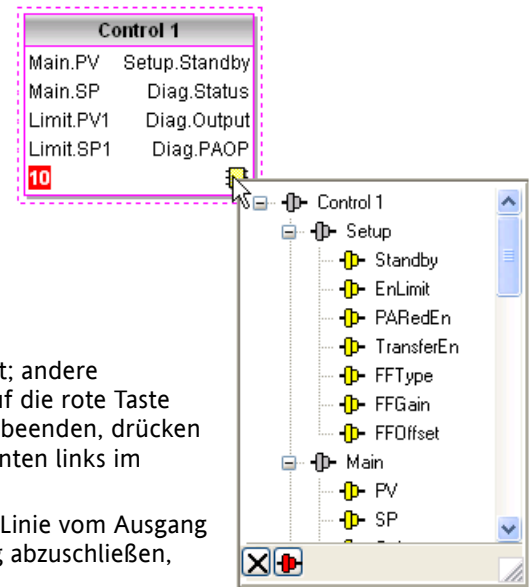 Control 1
Main.PV Setup.Standby
Main.SP Diag.Status
Limit.PV1 Diag.Output
Limit.SP1 Diag.PAOP
10
Control 1
Setup
Standby
EnLimit
PARedEn
TransferEn
FFType
FFGain
FFOffset
Main
PV
SP
t; andere
uf die rote Taste
beenden, drücken
nten links im
Linie vom Ausgang
g abzuschließen,